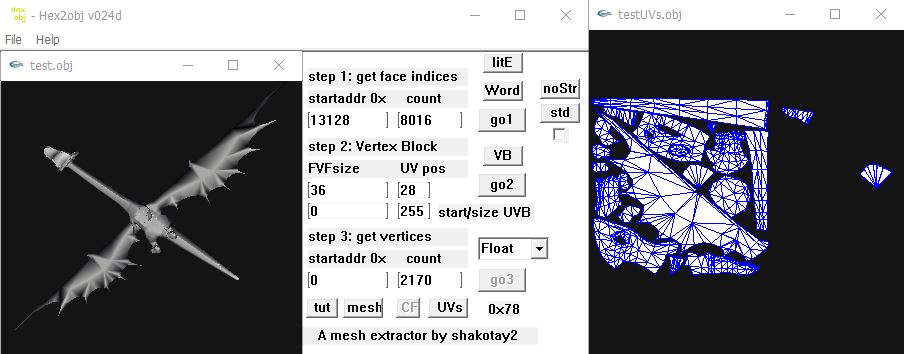 Hex
obj
- Hex2obj v024d
testUVs.obj
File Help
test.obj
step 1: get face indices
litE
startaddr 0x count
Word
noStr
13128
8016
go1
std
step 2: Vertex Block
VB
FVFsize UV pos
36
28
go2
0
255
start/size UVB
step 3: get vertices
Float
startaddr 0x count
0
2170
go3
tut
mesh
CF
UVs
0x78
A mesh extractor by shakotay2